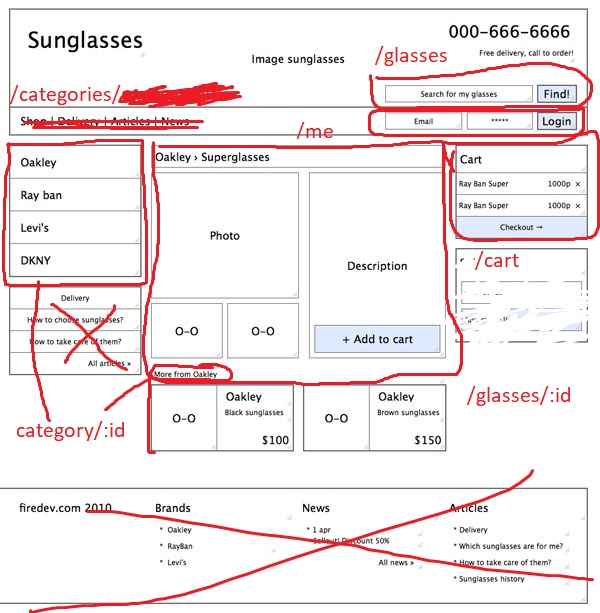 Sunglasses
000-666-6666
Image sunglasses
Free delivery, call to order!
/glasses
Search for my glasses
Find!
/categories/
Shop | Delivery | Articles | News
Email
*****
Login
/me
Oakley
Ray ban
Levi's
DKNY
Oakley › Superglasses
Photo
Description
O-O
O-O
+ Add to cart
Cart
Ray Ban Super 1000p ×
Ray Ban Super 1000p ×
Checkout →
/cart
Delivery
How to choose sunglasses?
How to take care of them?
All articles »
More from Oakley
category/:id
/glasses/:id
O-O
Oakley
Black sunglasses
$100
O-O
Oakley
Brown sunglasses
$150
firedev.com 2010
Brands
* Oakley
* RayBan
* Levi's
News
* 1 apr
Sellout! Discount 50%
All news »
Articles
* Delivery
* Which sunglasses are for me?
* How to take care of them?
* Sunglasses history